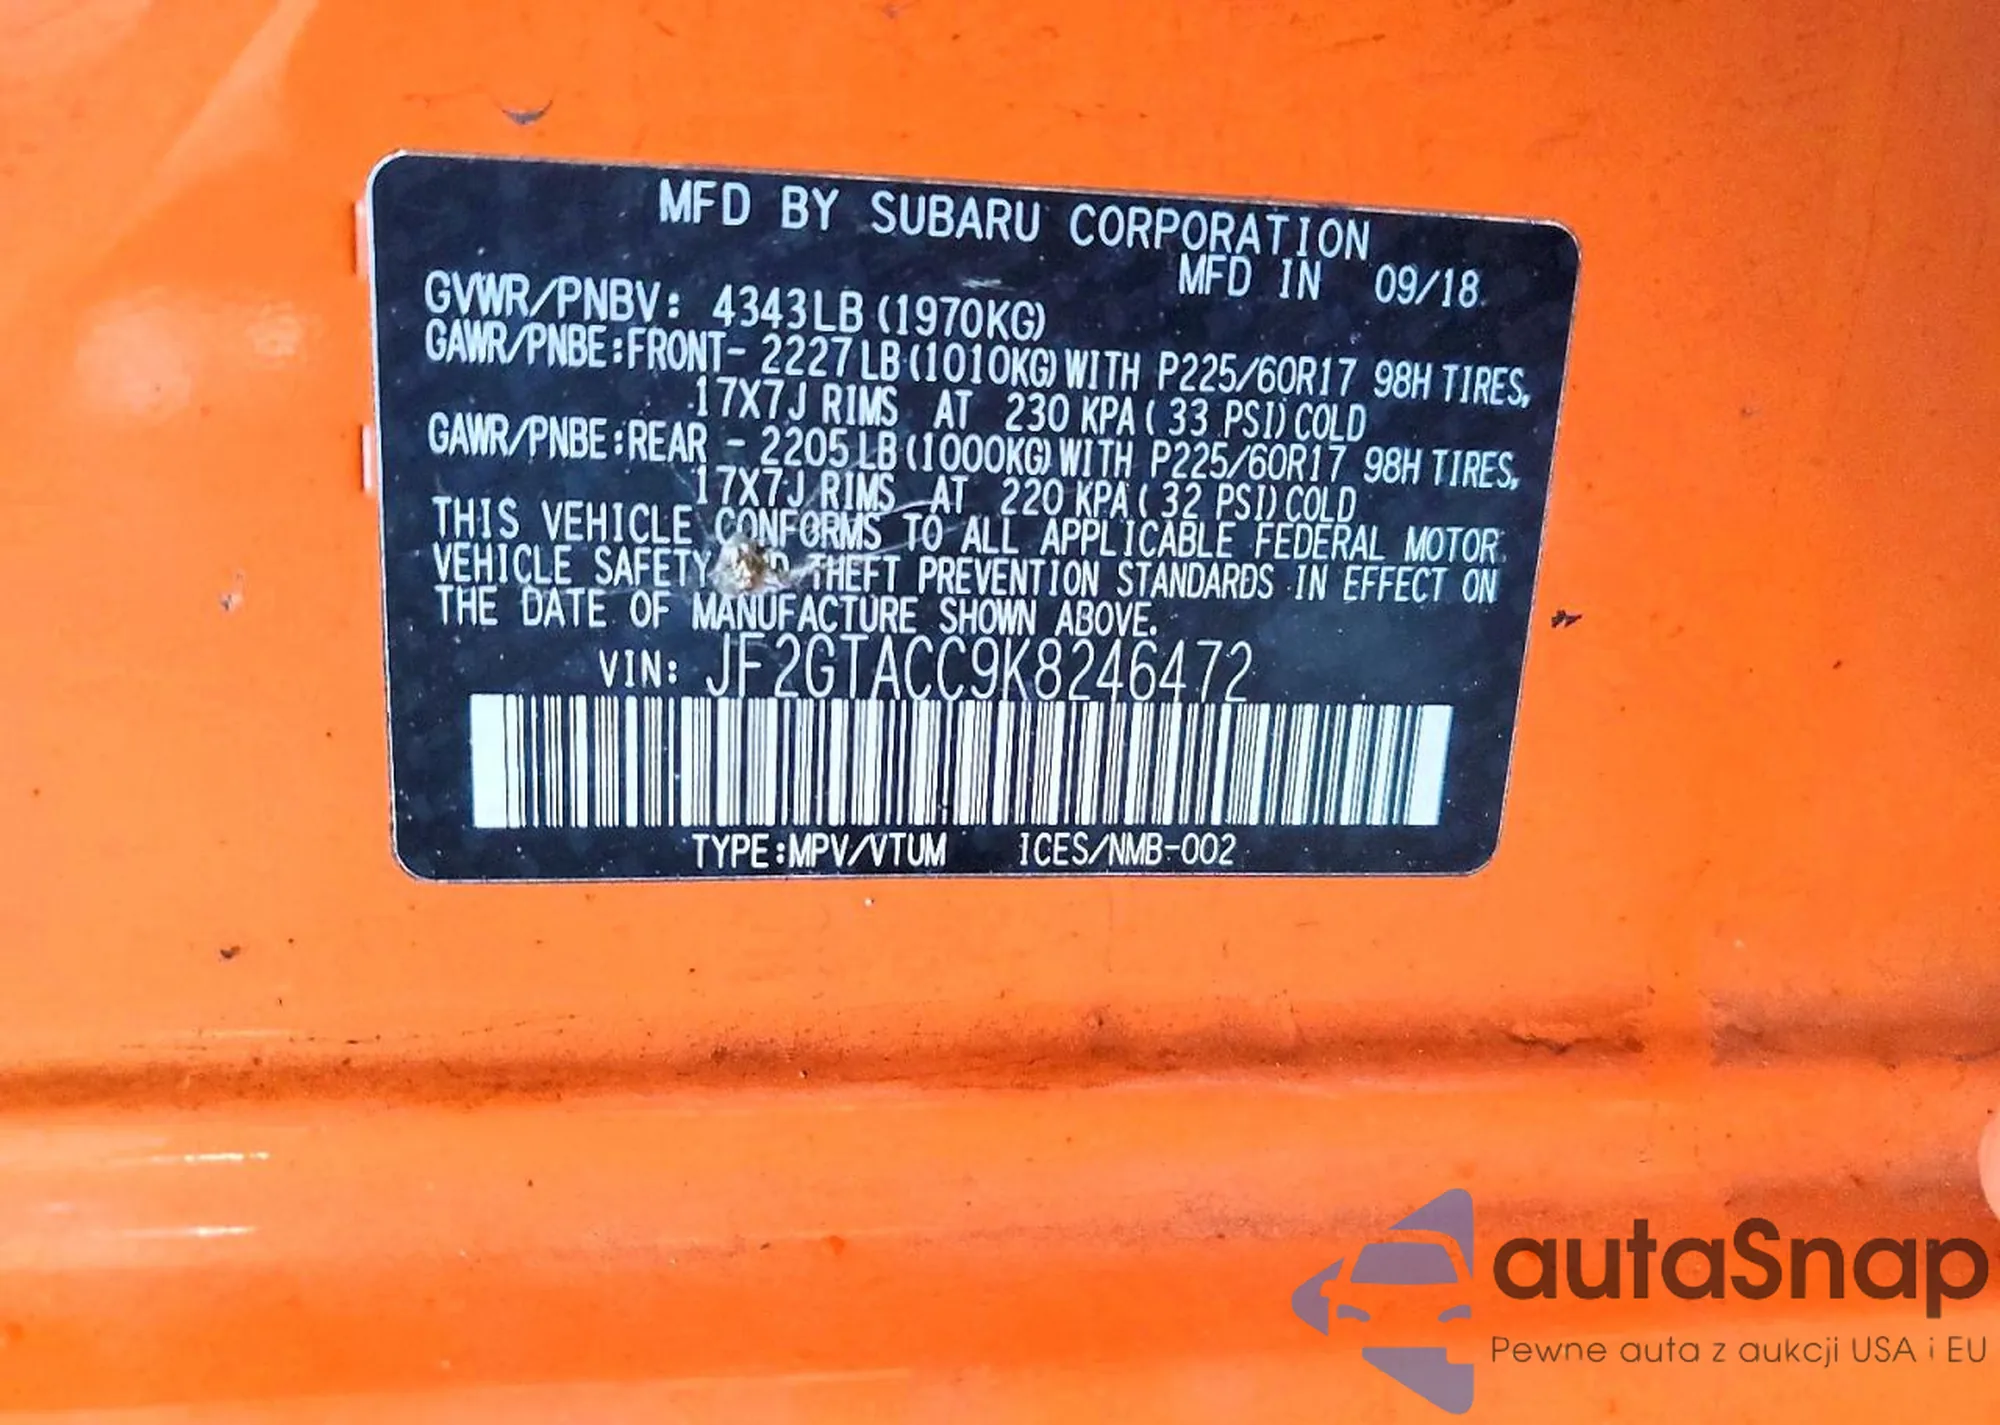 MFD BY SUBARU CORPORATION
MFD IN 09/18
GVWR/PNBV: 4343LB (1970KG)
GAWR/PNBE:FRONT- 2227LB(1010KG)WITH P225/60R17 98H TIRES,
17X7J RIMS AT 230 KPA( 33 PSI)COLD
GAWR/PNBE:REAR - 2205LB(1000KG)WITH P225/60R17 98H TIRES,
17X7J RIMS AT 220 KPA( 32 PSI)COLD
THIS VEHICLE CONFORMS TO ALL APPLICABLE FEDERAL MOTOR
VEHICLE SAFETY THEFT PREVENTION STANDARDS IN EFFECT ON
THE DATE OF MANUFACTURE SHOWN ABOVE.
VIN: JF2GTACC9K8246472
TYPE:MPV/VTUM ICES/NMB-002
autaSnap
Pewne auta z aukcji USA i EU